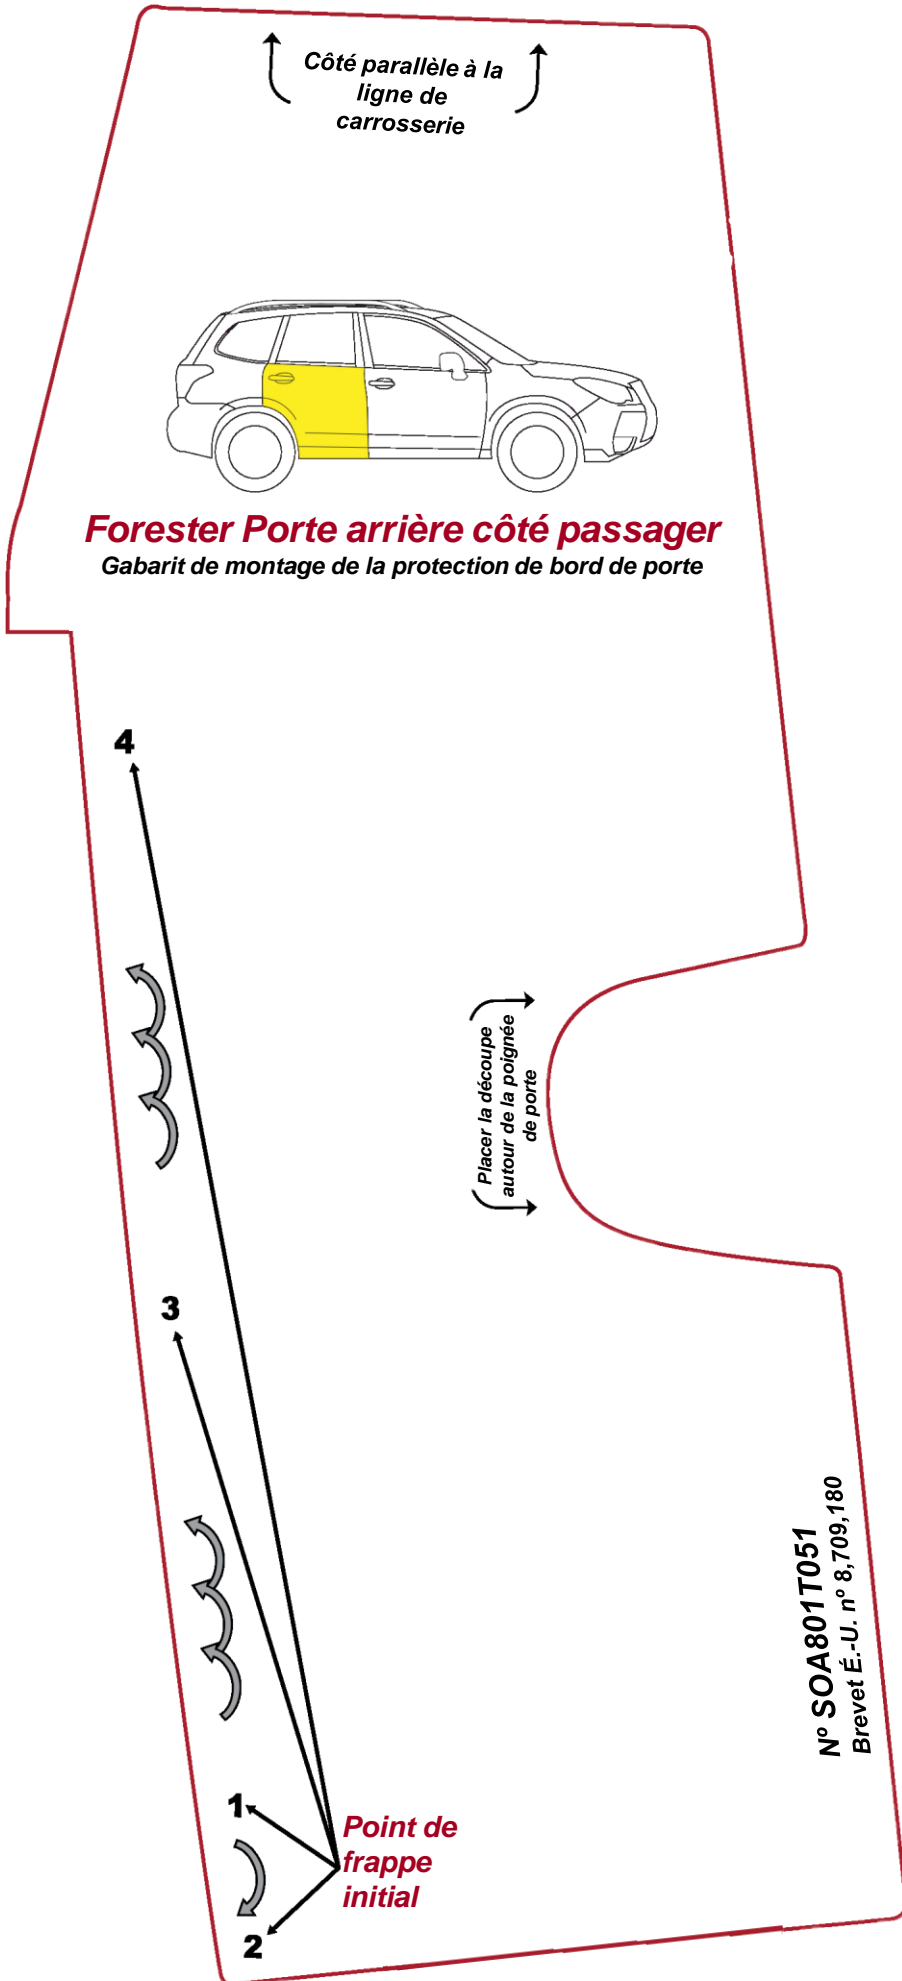 Côté parallèle à la
ligne de
carrosserie
Forester Porte arrière côté passager
Gabarit de montage de la protection de bord de porte
4
Placer la découpe
autour de la poignée
de porte
3
Nº SOA801T051
Brevet É.-U. nº 8,709,180
1
Point de
frappe
initial
2